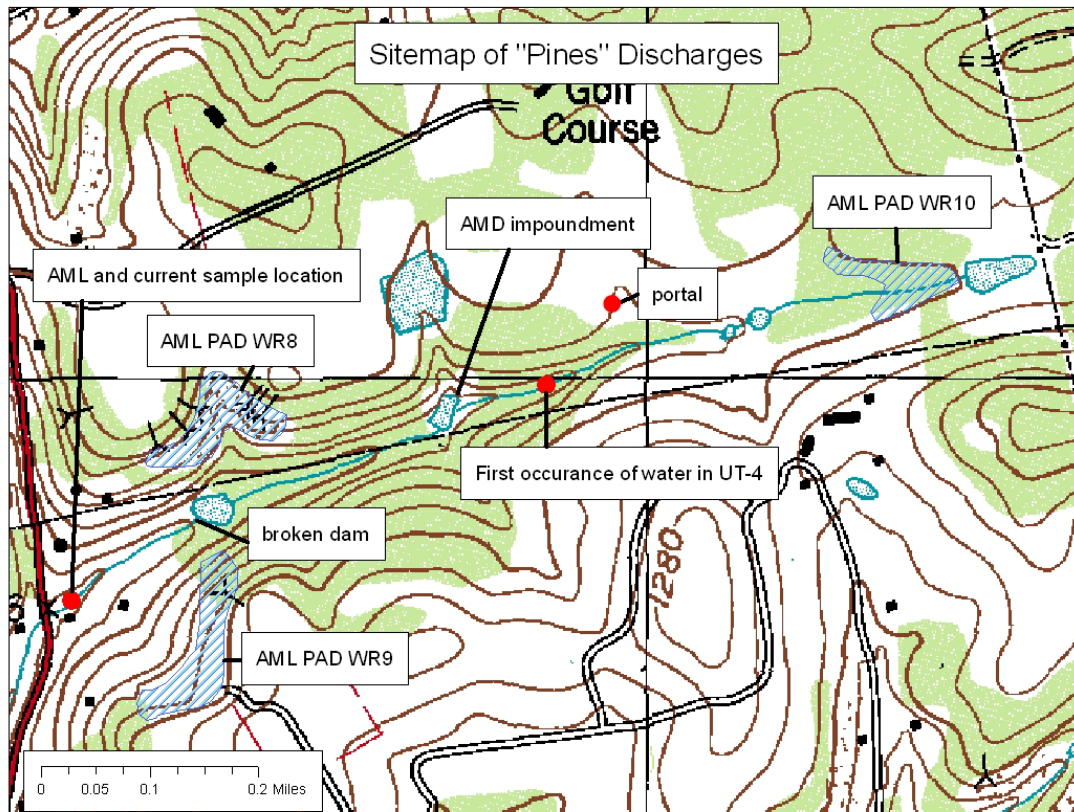 Sitemap of "Pines" Discharges
Golf
Course
AML PAD WR10
AMD impoundment
AML and current sample location
portal
AML PAD WR8
First occurance of water in UT-4
broken dam
1280
AML PAD WR9
0 0.05 0.1 0.2 Miles